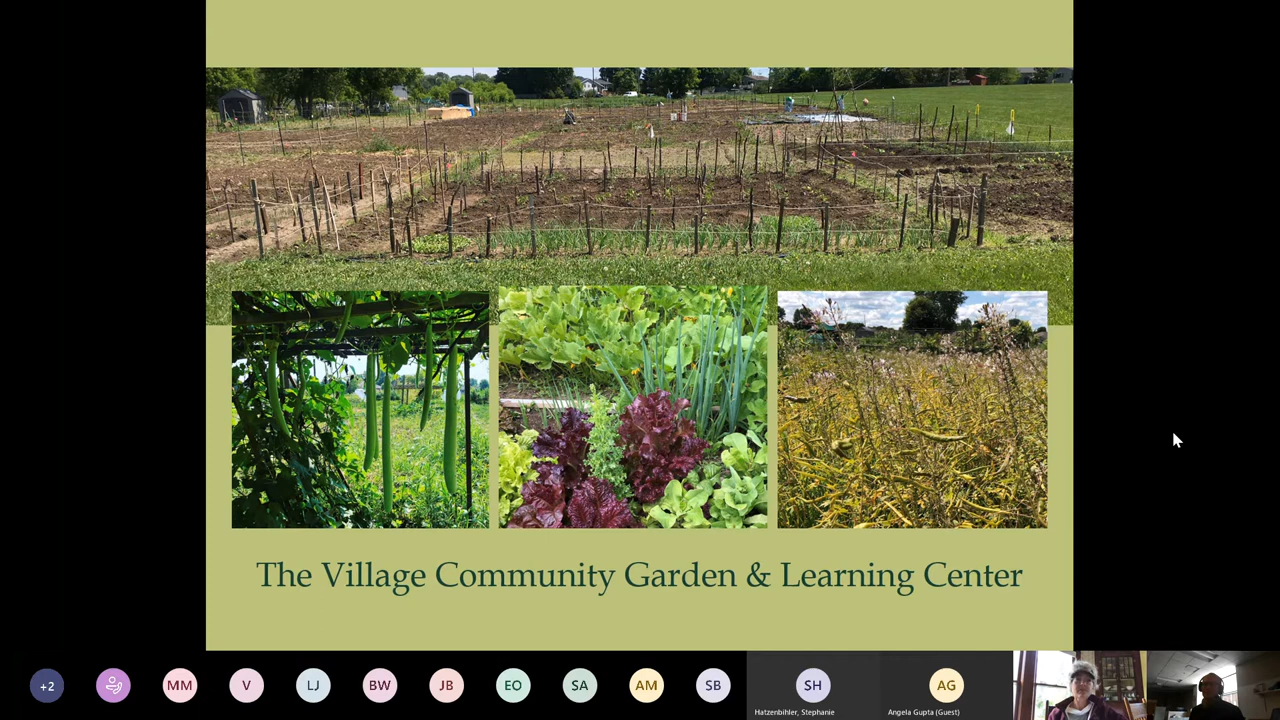 The Village Community Garden & Learning Center
+2
MM
V
LJ
BW
JB
EO
SA
AM
SB
SH
AG
Hatzenbihler, Stephanie
Angela Gupta (Guest)